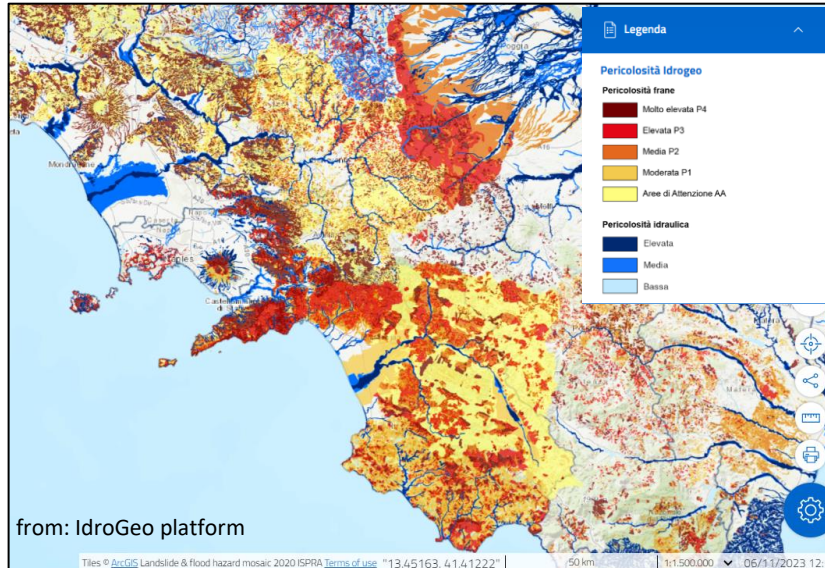 Legenda
Pericolosità Idrogeo
Pericolosità frane
Molto elevata P4
Elevata P3
Media P2
Moderata P1
Aree di Attenzione AA
Pericolosità idraulica
Elevata
Media
Bassa
Matera
from: IdroGeo platform
Tiles © ArcGIS Landslide & flood hazard mosaic 2020 ISPRA Terms of use "13,45163, 41,41222"
50 km
1:1.500.000
06/11/2023 12: